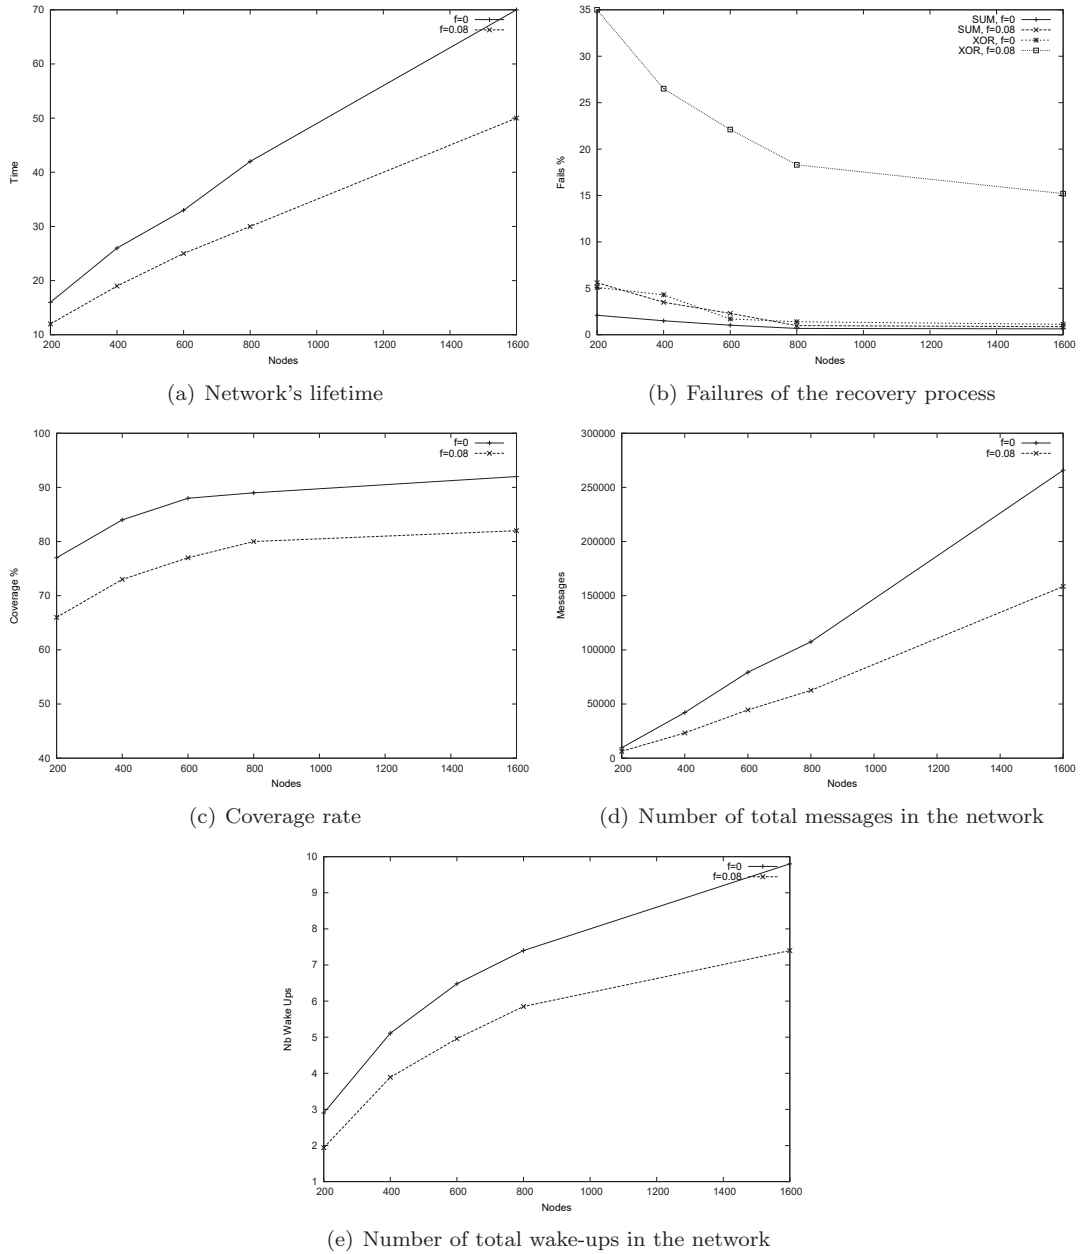 70
60
50
40
30
20
10
Time
200 400 600 800 1000 1200 1400 1600
Nodes
f=0
f=0.08
(a) Network's lifetime
35
30
25
20
15
10
5
0
Fails %
200 400 600 800 1000 1200 1400 1600
Nodes
SUM, f=0
SUM, f=0.08
XOR, f=0
XOR, f=0.08
(b) Failures of the recovery process
100
90
80
70
60
50
40
Coverage %
200 400 600 800 1000 1200 1400 1600
Nodes
f=0
f=0.08
(c) Coverage rate
300000
250000
200000
150000
100000
50000
0
Messages
200 400 600 800 1000 1200 1400 1600
Nodes
f=0
f=0.08
(d) Number of total messages in the network
10
9
8
7
6
5
4
3
2
1
Nb Wake Ups
200 400 600 800 1000 1200 1400 1600
Nodes
f=0
f=0.08
(e) Number of total wake-ups in the network